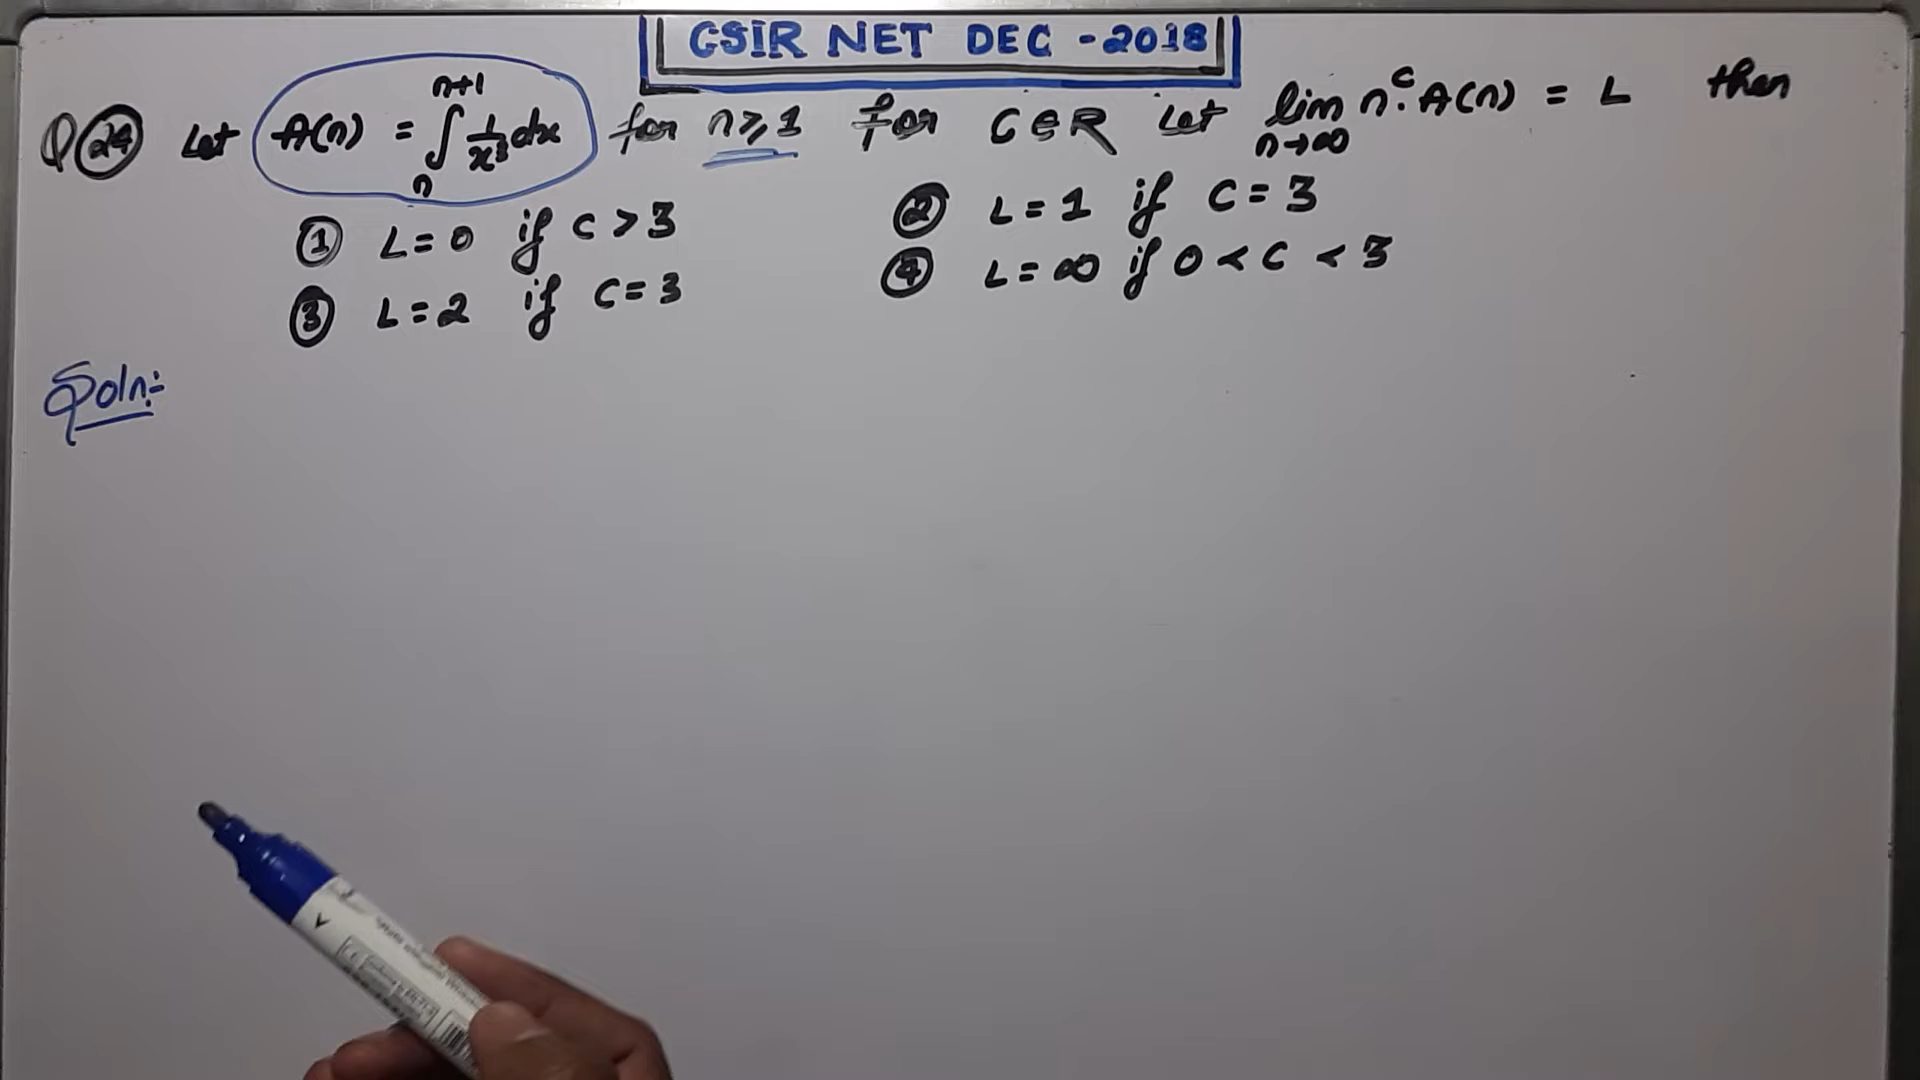 CSIR NET DEC - 2018
Q 24 Let A(n) = ∫ₙⁿ⁺¹ 1/x³ dx for n ≥ 1 for C ∈ R Let lim n→∞ nᶜ. A(n) = L then
① L = 0 if C > 3 ② L = 1 if C = 3
③ L = 2 if C = 3 ④ L = ∞ if 0 < C < 3
Soln:-